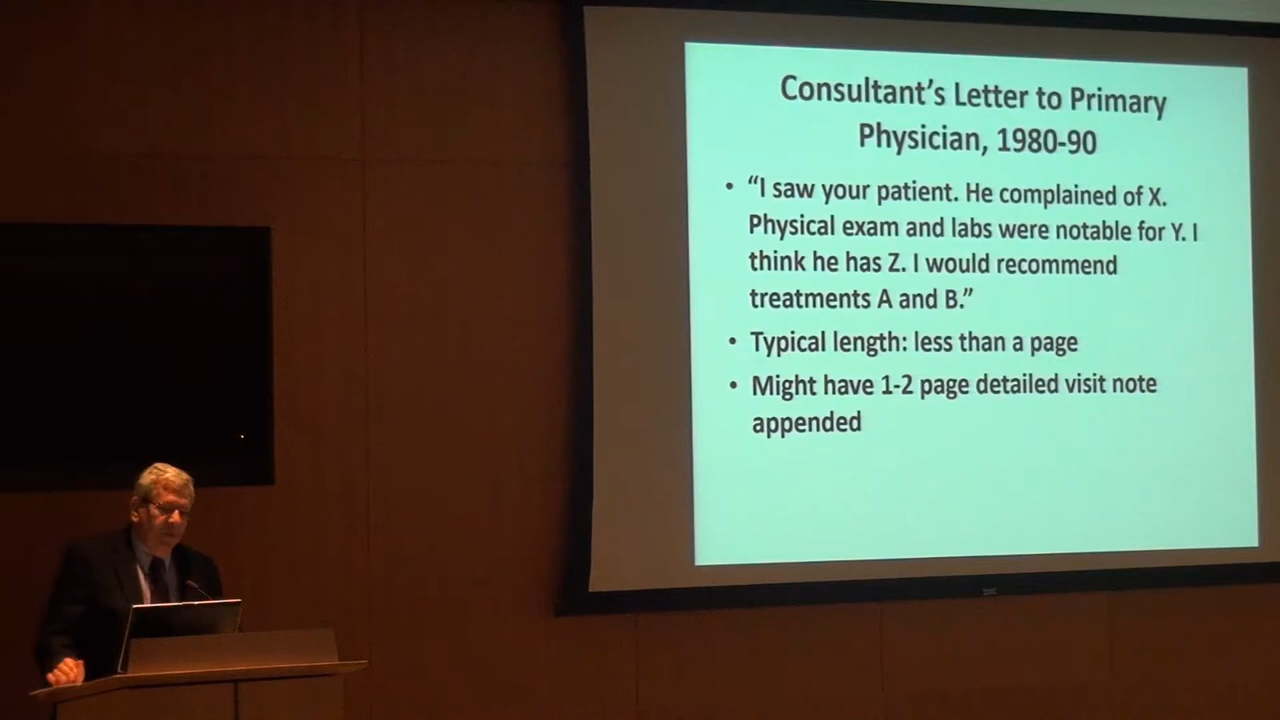 Consultant’s Letter to Primary
Physician, 1980-90
• “I saw your patient. He complained of X.
Physical exam and labs were notable for Y. I
think he has Z. I would recommend
treatments A and B.”
• Typical length: less than a page
• Might have 1-2 page detailed visit note
appended